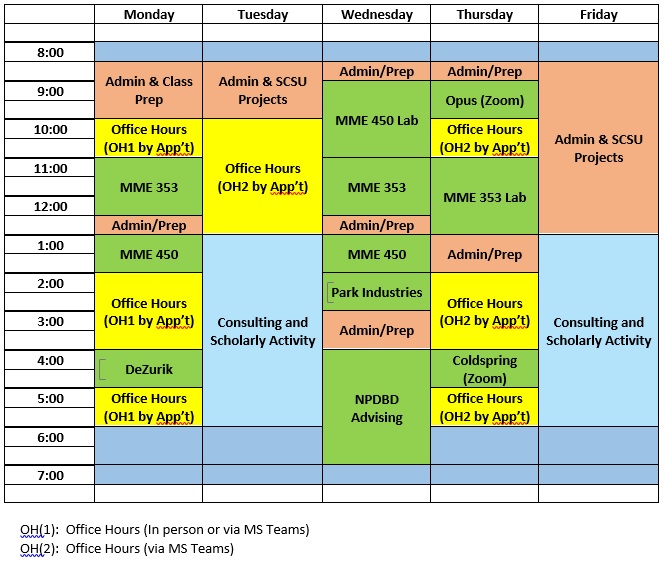 Monday Tuesday Wednesday Thursday Friday
8:00
Admin/Prep Admin/Prep
Admin & Class Admin & SCSU
9:00 Prep Projects Opus (Zoom)
MME 450 Lab
10:00 Office Hours Office Hours
(OH1 by App't) (OH2 by App't) Admin & SCSU
Projects
11:00 Office Hours
(OH2 by App't)
MME 353 MME 353 MME 353 Lab
12:00
Admin/Prep Admin/Prep
1:00 MME 450 MME 450 Admin/Prep
2:00 Park Industries
Office Hours Office Hours
(OH1 by App't) (OH2 by App't)
3:00 Consulting and Admin/Prep Consulting and
Scholarly Activity Scholarly Activity
4:00 DeZurik Coldspring
(Zoom)
5:00 Office Hours NPDBD Office Hours
(OH1 by App't) Advising (OH2 by App't)
6:00
7:00
OH(1): Office Hours (In person or via MS Teams)
OH(2): Office Hours (via MS Teams)